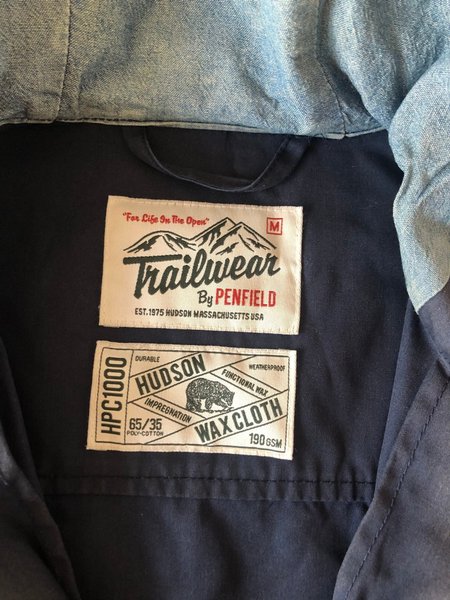 "For Life In The Open"
M
Trailwear
By PENFIELD
EST. 1975 HUDSON MASSACHUSETTS USA
HPC1000
DURABLE
WEATHERPROOF
HUDSON
FUNCTIONAL WAX
IMPREGNATION
WAX CLOTH
65/35
POLY-COTTON
190 GSM